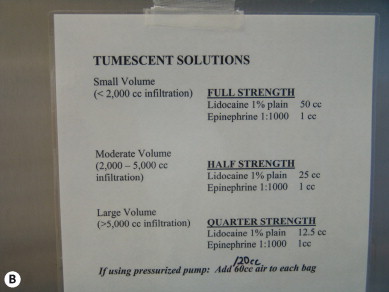 TUMESCENT SOLUTIONS
Small Volume
(< 2,000 cc infiltration) FULL STRENGTH
Lidocaine 1% plain 50 cc
Epinephrine 1:1000 1 cc
Moderate Volume
(2,000 – 5,000 cc HALF STRENGTH
infiltration) Lidocaine 1% plain 25 cc
Epinephrine 1:1000 1 cc
Large Volume
(>5,000 cc infiltration) QUARTER STRENGTH
Lidocaine 1% plain 12.5 cc
Epinephrine 1:1000 1cc
120cc
If using pressurized pump: Add 60cc air to each bag
B